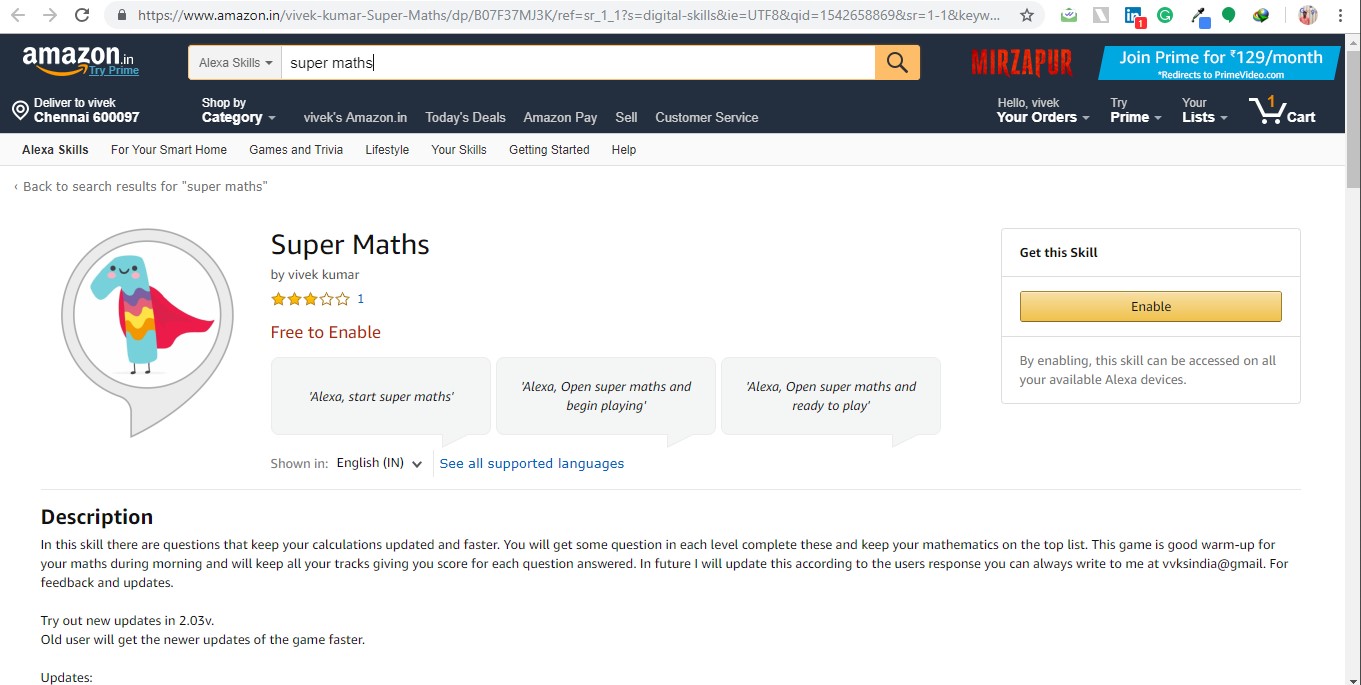 https://www.amazon.in/vivek-kumar-Super-Maths/dp/B07F37MJ3K/ref=sr_1_1?s=digital-skills&ie=UTF8&qid=1542658869&sr=1-1&keyw...
amazon.in
Try Prime
Alexa Skills
super maths
MIRZAPUR
Join Prime for ₹129/month
*Redirects to PrimeVideo.com
Deliver to vivek
Chennai 600097
Shop by
Category
vivek's Amazon.in Today's Deals Amazon Pay Sell Customer Service
Hello, vivek
Your Orders
Try
Prime
Your
Lists
1
Cart
Alexa Skills For Your Smart Home Games and Trivia Lifestyle Your Skills Getting Started Help
‹ Back to search results for "super maths"
Super Maths
by vivek kumar
1
Free to Enable
'Alexa, start super maths'
'Alexa, Open super maths and
begin playing'
'Alexa, Open super maths and
ready to play'
Shown in: English (IN) See all supported languages
Get this Skill
Enable
By enabling, this skill can be accessed on all
your available Alexa devices.
Description
In this skill there are questions that keep your calculations updated and faster. You will get some question in each level complete these and keep your mathematics on the top list. This game is good warm-up for
your maths during morning and will keep all your tracks giving you score for each question answered. In future I will update this according to the users response you can always write to me at vvksindia@gmail. For
feedback and updates.
Try out new updates in 2.03v.
Old user will get the newer updates of the game faster.
Updates: